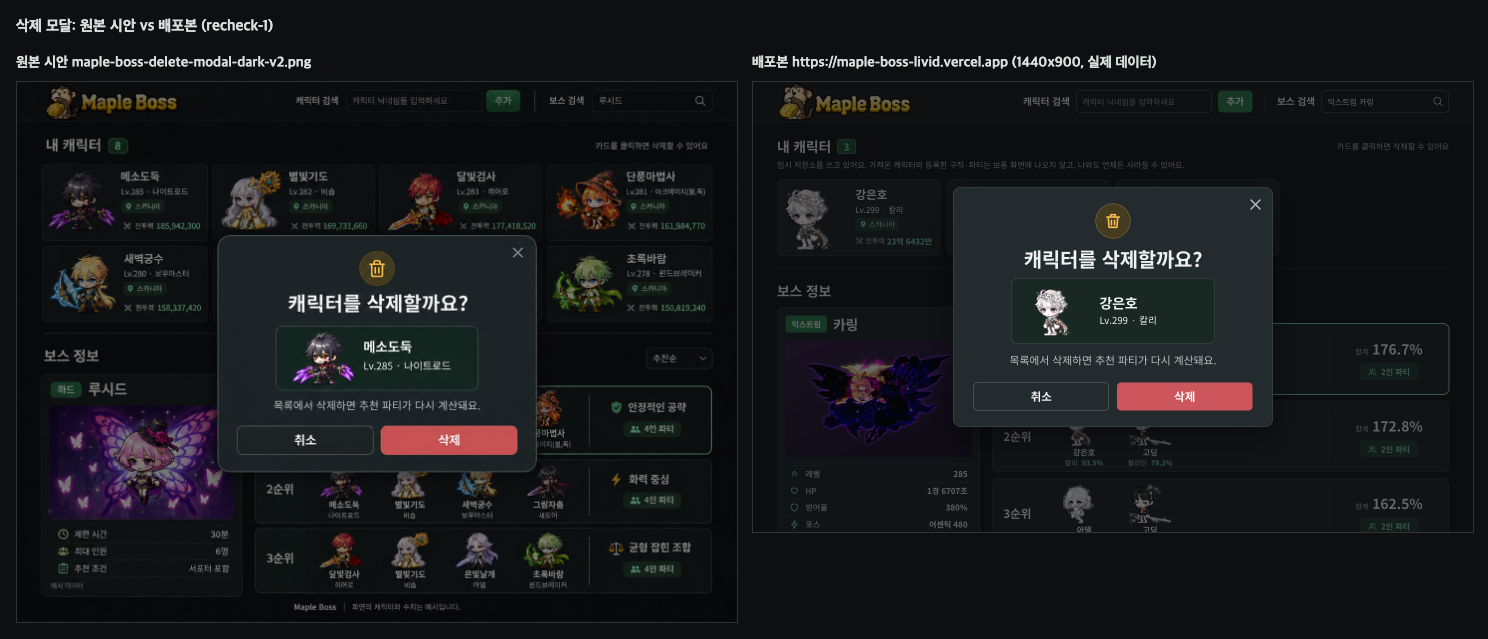 삭제 모달: 원본 시안 vs 배포본 (recheck-1)
원본 시안 maple-boss-delete-modal-dark-v2.png
Maple Boss
캐릭터 검색 캐릭터 닉네임을 입력하세요 추가 보스 검색 루시드
내 캐릭터 8
카드를 클릭하면 삭제할 수 있어요
메소도둑
Lv.285 · 나이트로드
스카니아
전투력 185,942,300
별빛기도
Lv.282 · 비숍
스카니아
전투력 169,731,660
달빛검사
Lv.283 · 히어로
스카니아
전투력 177,418,520
단풍마법사
Lv.281 · 아크메이지(불,독)
스카니아
전투력 161,984,770
새벽궁수
Lv.280 · 보우마스터
스카니아
전투력 158,337,420
초록바람
Lv.278 · 윈드브레이커
스카니아
전투력 150,819,240
캐릭터를 삭제할까요?
메소도둑
Lv.285 · 나이트로드
목록에서 삭제하면 추천 파티가 다시 계산돼요.
취소 삭제
보스 정보
추천순
하드 루시드
제한 시간 30분
최대 인원 6명
추천 조건 서포터 포함
예시 데이터
안정적인 공략
4인 파티
2순위
메소도둑
나이트로드
별빛기도
비숍
새벽궁수
보우마스터
그림자춤
섀도어
화력 중심
4인 파티
3순위
달빛검사
히어로
별빛기도
비숍
은빛날개
아델
초록바람
윈드브레이커
균형 잡힌 조합
4인 파티
Maple Boss | 화면의 캐릭터와 수치는 예시입니다.
배포본 https://maple-boss-livid.vercel.app (1440x900, 실제 데이터)
Maple Boss
캐릭터 검색 캐릭터 닉네임을 입력하세요 추가 보스 검색 익스트림 카링
내 캐릭터 3
카드를 클릭하면 삭제할 수 있어요
임시 저장소를 쓰고 있어요. 가져온 캐릭터와 등록한 구직·파티는 보통 화면에 나오지 않고, 나와도 언제든 사라질 수 있어요.
강은호
Lv.299 · 칼리
스카니아
전투력 23억 6432만
캐릭터를 삭제할까요?
강은호
Lv.299 · 칼리
목록에서 삭제하면 추천 파티가 다시 계산돼요.
취소 삭제
보스 정보
익스트림 카링
레벨 285
HP 1경 6707조
방어율 380%
포스 어센틱 480
합계 176.7%
2인 파티
2순위
강은호
칼리 93.5%
고딩
팔라딘 79.2%
합계 172.8%
2인 파티
3순위
아델
고딩
합계 162.5%
2인 파티